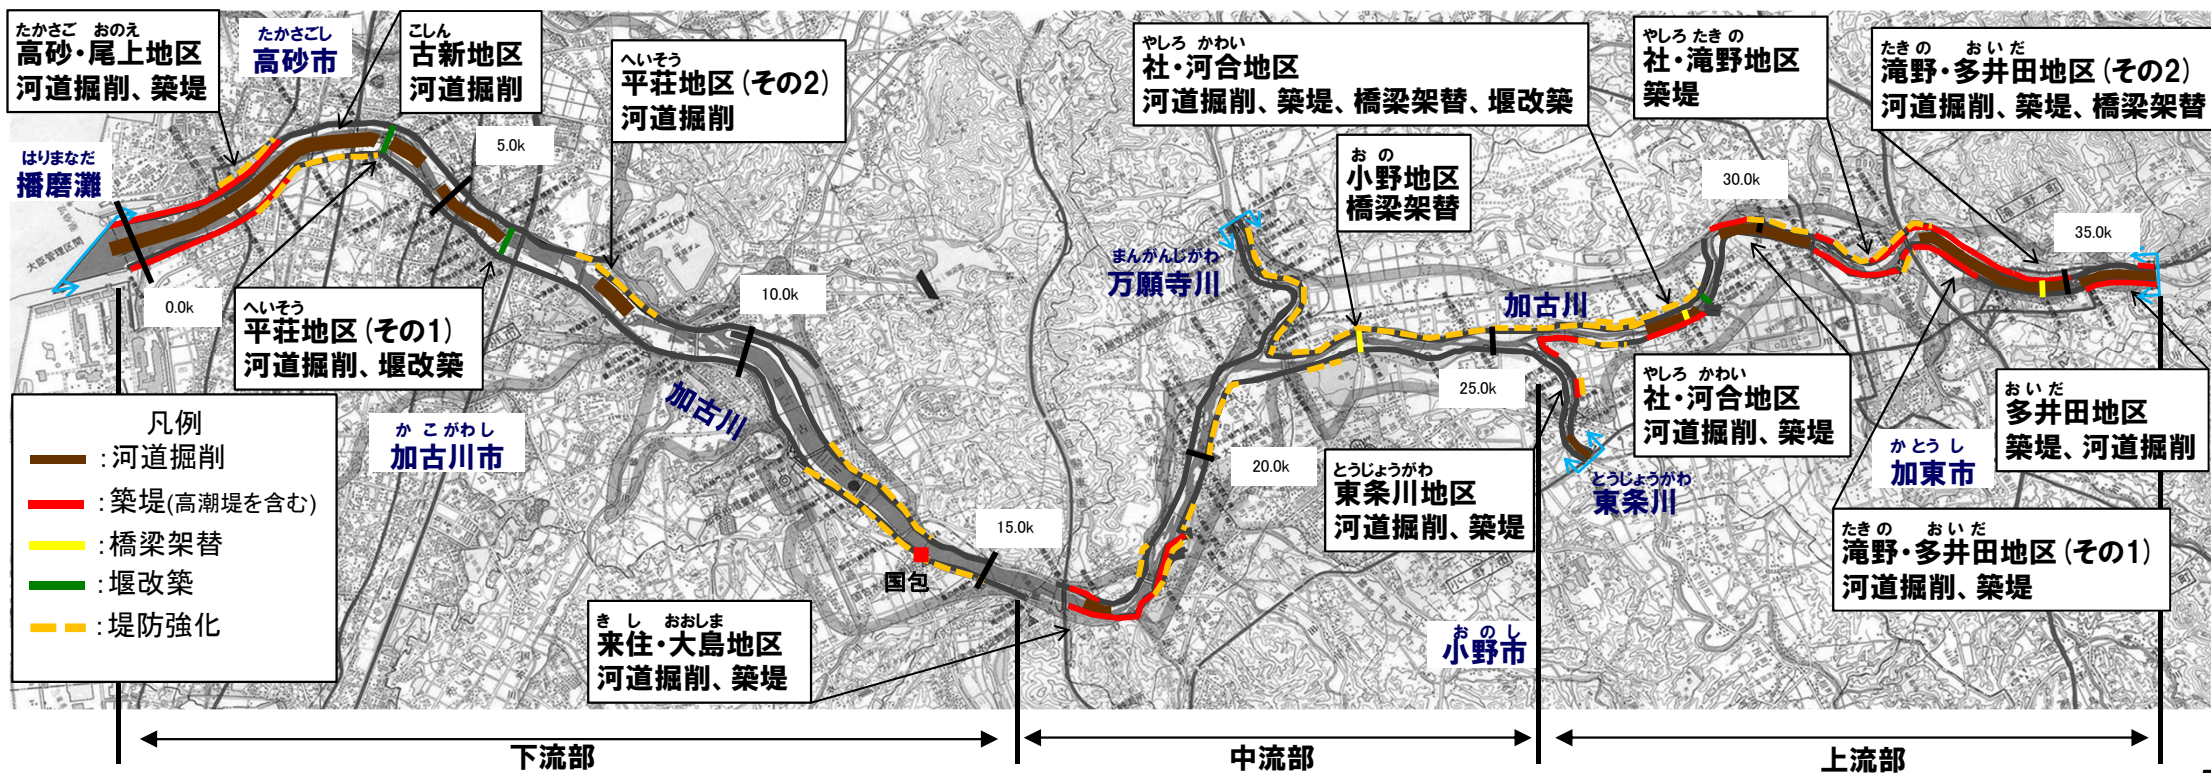 たかさご おのえ
高砂・尾上地区
河道掘削、築堤
たかさごし
高砂市
こしん
古新地区
河道掘削
へいそう
平荘地区(その2)
河道掘削
やしろ かわい
社・河合地区
河道掘削、築堤、橋梁架替、堰改築
やしろ たきの
社・滝野地区
築堤
たきの おいだ
滝野・多井田地区(その2)
河道掘削、築堤、橋梁架替
はりまなだ
播磨灘
5.0k
おの
小野地区
橋梁架替
30.0k
35.0k
大臣管理区間
0.0k
へいそう
平荘地区(その1)
河道掘削、堰改築
10.0k
まんがんじがわ
万願寺川
加古川
25.0k
加古川
かこがわし
加古川市
やしろ かわい
社・河合地区
河道掘削、築堤
おいだ
多井田地区
築堤、河道掘削
かとうし
加東市
20.0k
とうじょうがわ
東条川地区
河道掘削、築堤
とうじょうがわ
東条川
たきの おいだ
滝野・多井田地区(その1)
河道掘削、築堤
15.0k
国包
きし おおしま
来住・大島地区
河道掘削、築堤
おのし
小野市
凡例
:河道掘削
:築堤(高潮堤を含む)
:橋梁架替
:堰改築
:堤防強化
下流部
中流部
上流部